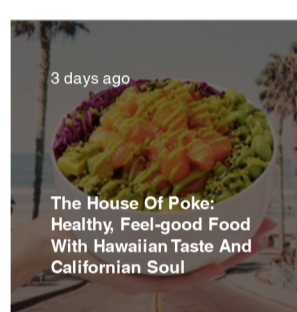 3 days ago
The House Of Poke:
Healthy, Feel-good Food
With Hawaiian Taste And
Californian Soul